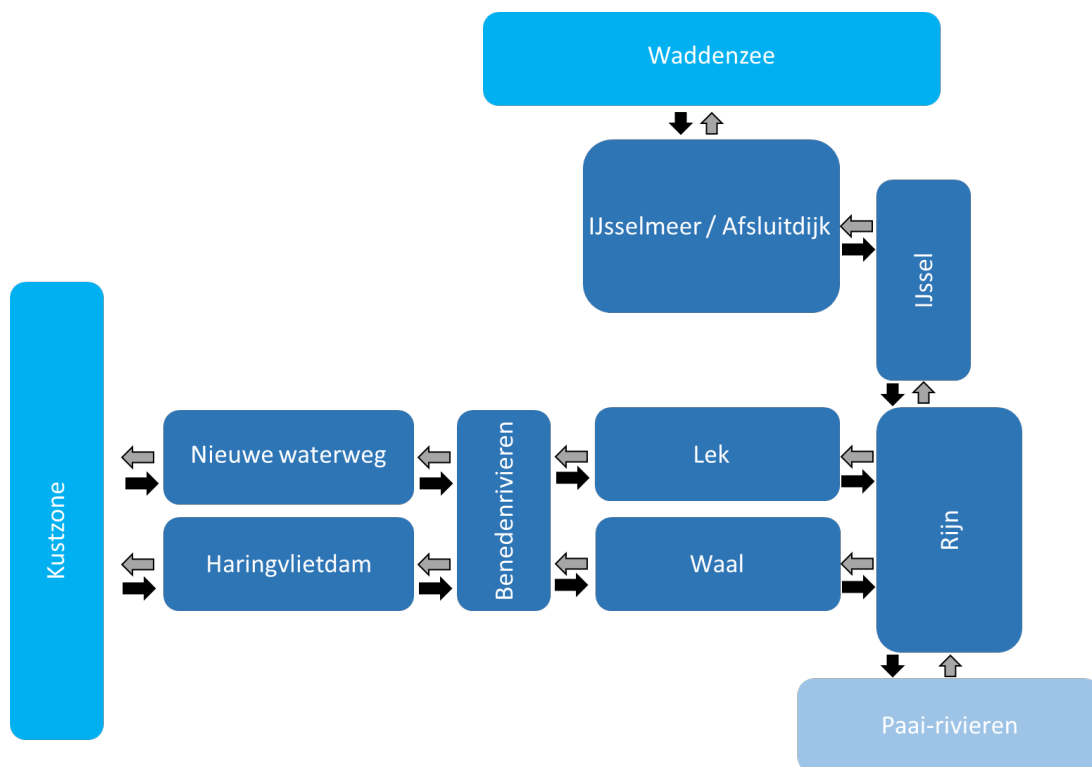 Waddenzee
IJsselmeer / Afsluitdijk
IJssel
Kustzone
Nieuwe waterweg
Benedenrivieren
Lek
Rijn
Haringvlietdam
Waal
Paai-rivieren